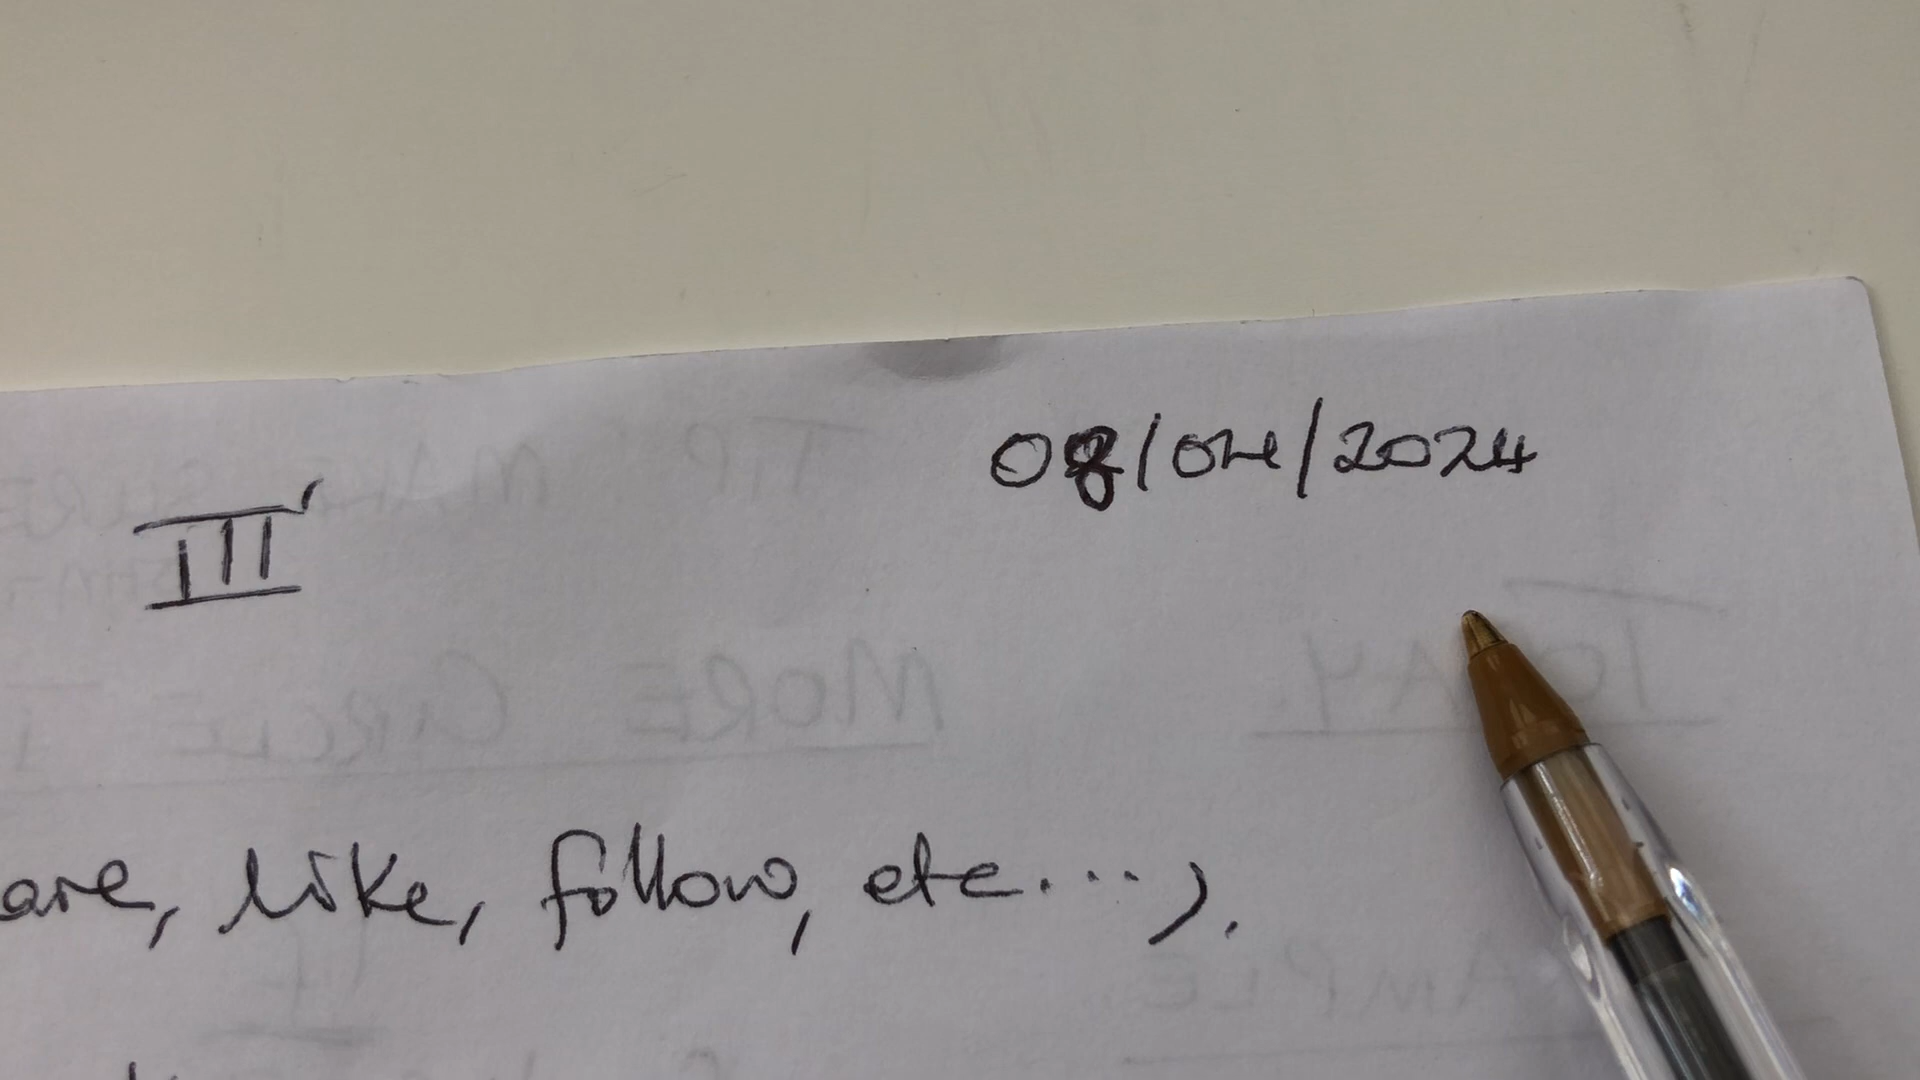 III 08/04/2024
are, like, follow, etc....).